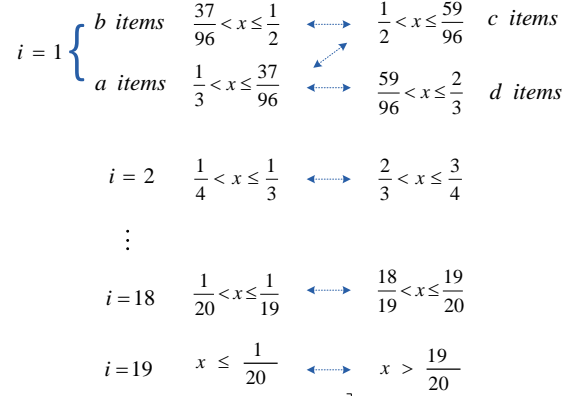 b items 37/96 < x ≤ 1/2 1/2 < x ≤ 59/96 c items
i = 1 {
a items 1/3 < x ≤ 37/96 59/96 < x ≤ 2/3 d items
i = 2 1/4 < x ≤ 1/3 2/3 < x ≤ 3/4
⋮
i = 18 1/20 < x ≤ 1/19 18/19 < x ≤ 19/20
i = 19 x ≤ 1/20 x > 19/20